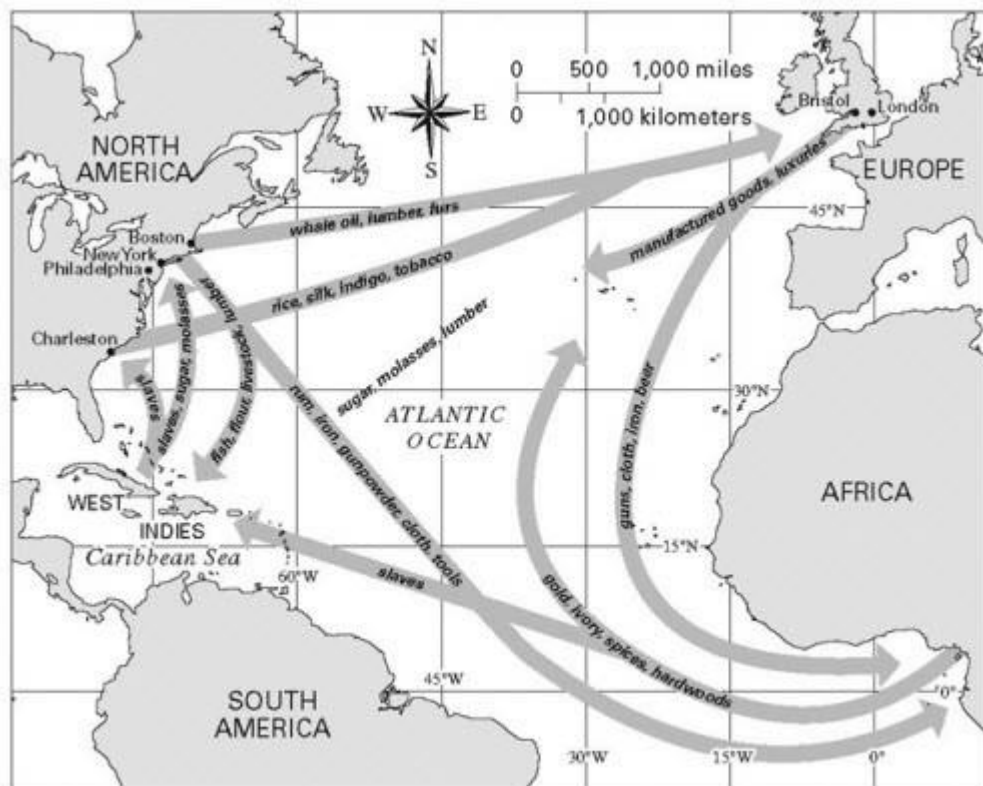 N
W
E
S
0 500 1,000 miles
0 1,000 kilometers
NORTH
AMERICA
Bristol
London
EUROPE
45°N
Boston
New York
Philadelphia
Charleston
whale oil, lumber, furs
manufactured goods, luxuries
rice, silk, indigo, tobacco
fish, flour, livestock, lumber
slaves, sugar, molasses
slaves
sugar, molasses, lumber
rum, iron, gunpowder, cloth, tools
guns, cloth, iron, beer
30°N
ATLANTIC
OCEAN
AFRICA
WEST
INDIES
Caribbean Sea
15°N
60°W
slaves
gold, ivory, spices, hardwoods
45°W
0°
SOUTH
AMERICA
30°W
15°W
0°